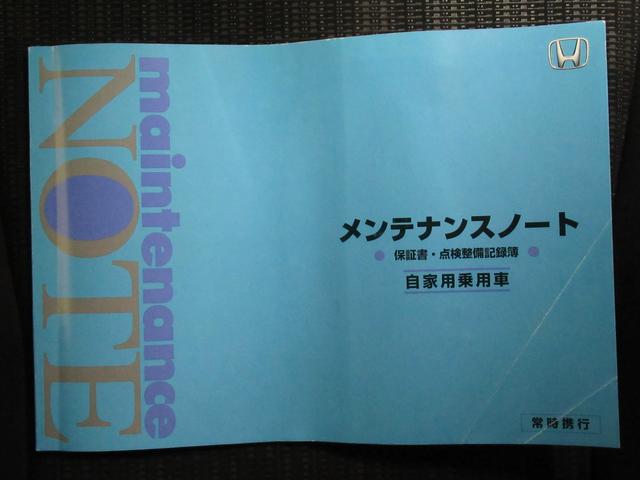 maintenance
NOTE
メンテナンスノート
保証書・点検整備記録簿
自家用乗用車
常時携行